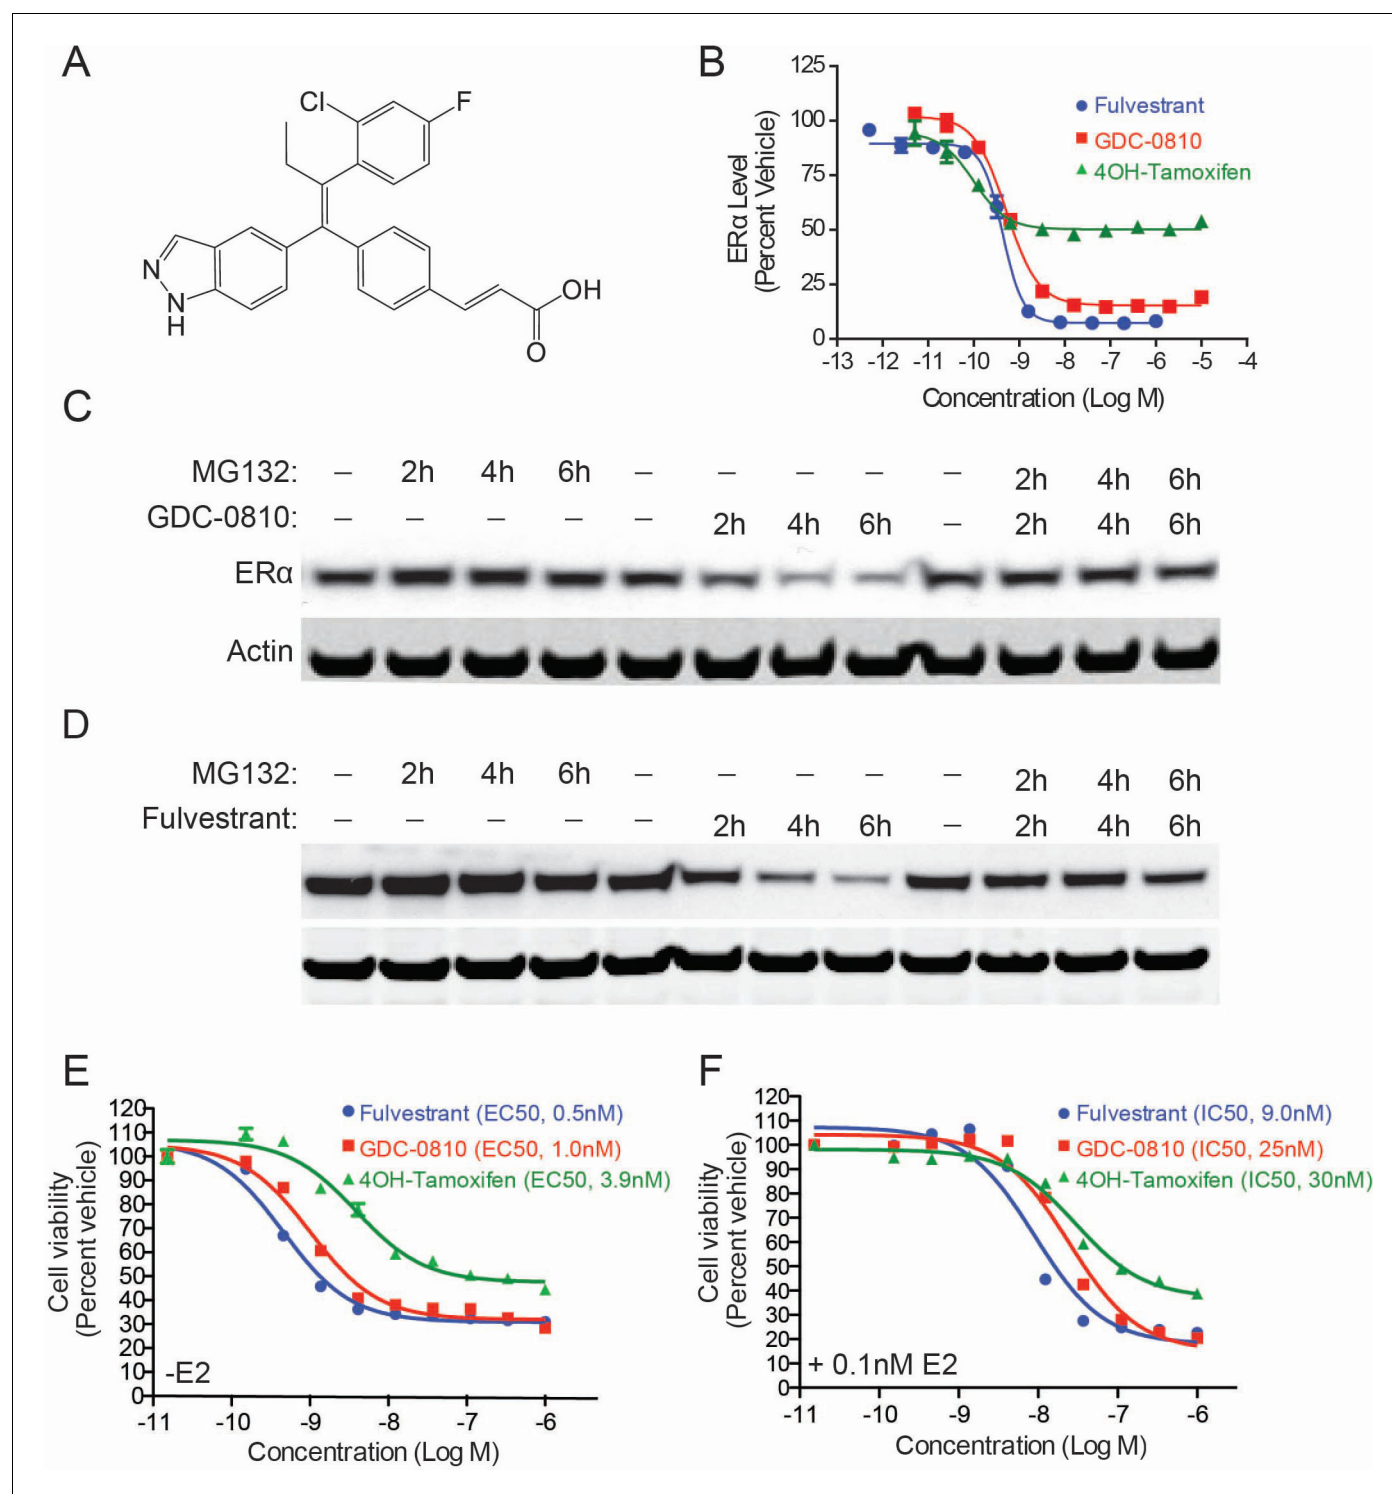 A
Cl
F
N
N
H
OH
O
B
125
100
75
50
25
0
ERα Level
(Percent Vehicle)
Fulvestrant
GDC-0810
4OH-Tamoxifen
-13 -12 -11 -10 -9 -8 -7 -6 -5 -4
Concentration (Log M)
C
MG132: – 2h 4h 6h – – – – – 2h 4h 6h
GDC-0810: – – – – – 2h 4h 6h – 2h 4h 6h
ERα
Actin
D
MG132: – 2h 4h 6h – – – – – 2h 4h 6h
Fulvestrant: – – – – – 2h 4h 6h – 2h 4h 6h
E
120
110
100
90
80
70
60
50
40
30
20
10
0
Cell viability
(Percent vehicle)
Fulvestrant (EC50, 0.5nM)
GDC-0810 (EC50, 1.0nM)
4OH-Tamoxifen (EC50, 3.9nM)
-E2
-11 -10 -9 -8 -7 -6
Concentration (Log M)
F
120
110
100
90
80
70
60
50
40
30
20
10
0
Cell viability
(Percent vehicle)
Fulvestrant (IC50, 9.0nM)
GDC-0810 (IC50, 25nM)
4OH-Tamoxifen (IC50, 30nM)
+ 0.1nM E2
-11 -10 -9 -8 -7 -6
Concentration (Log M)